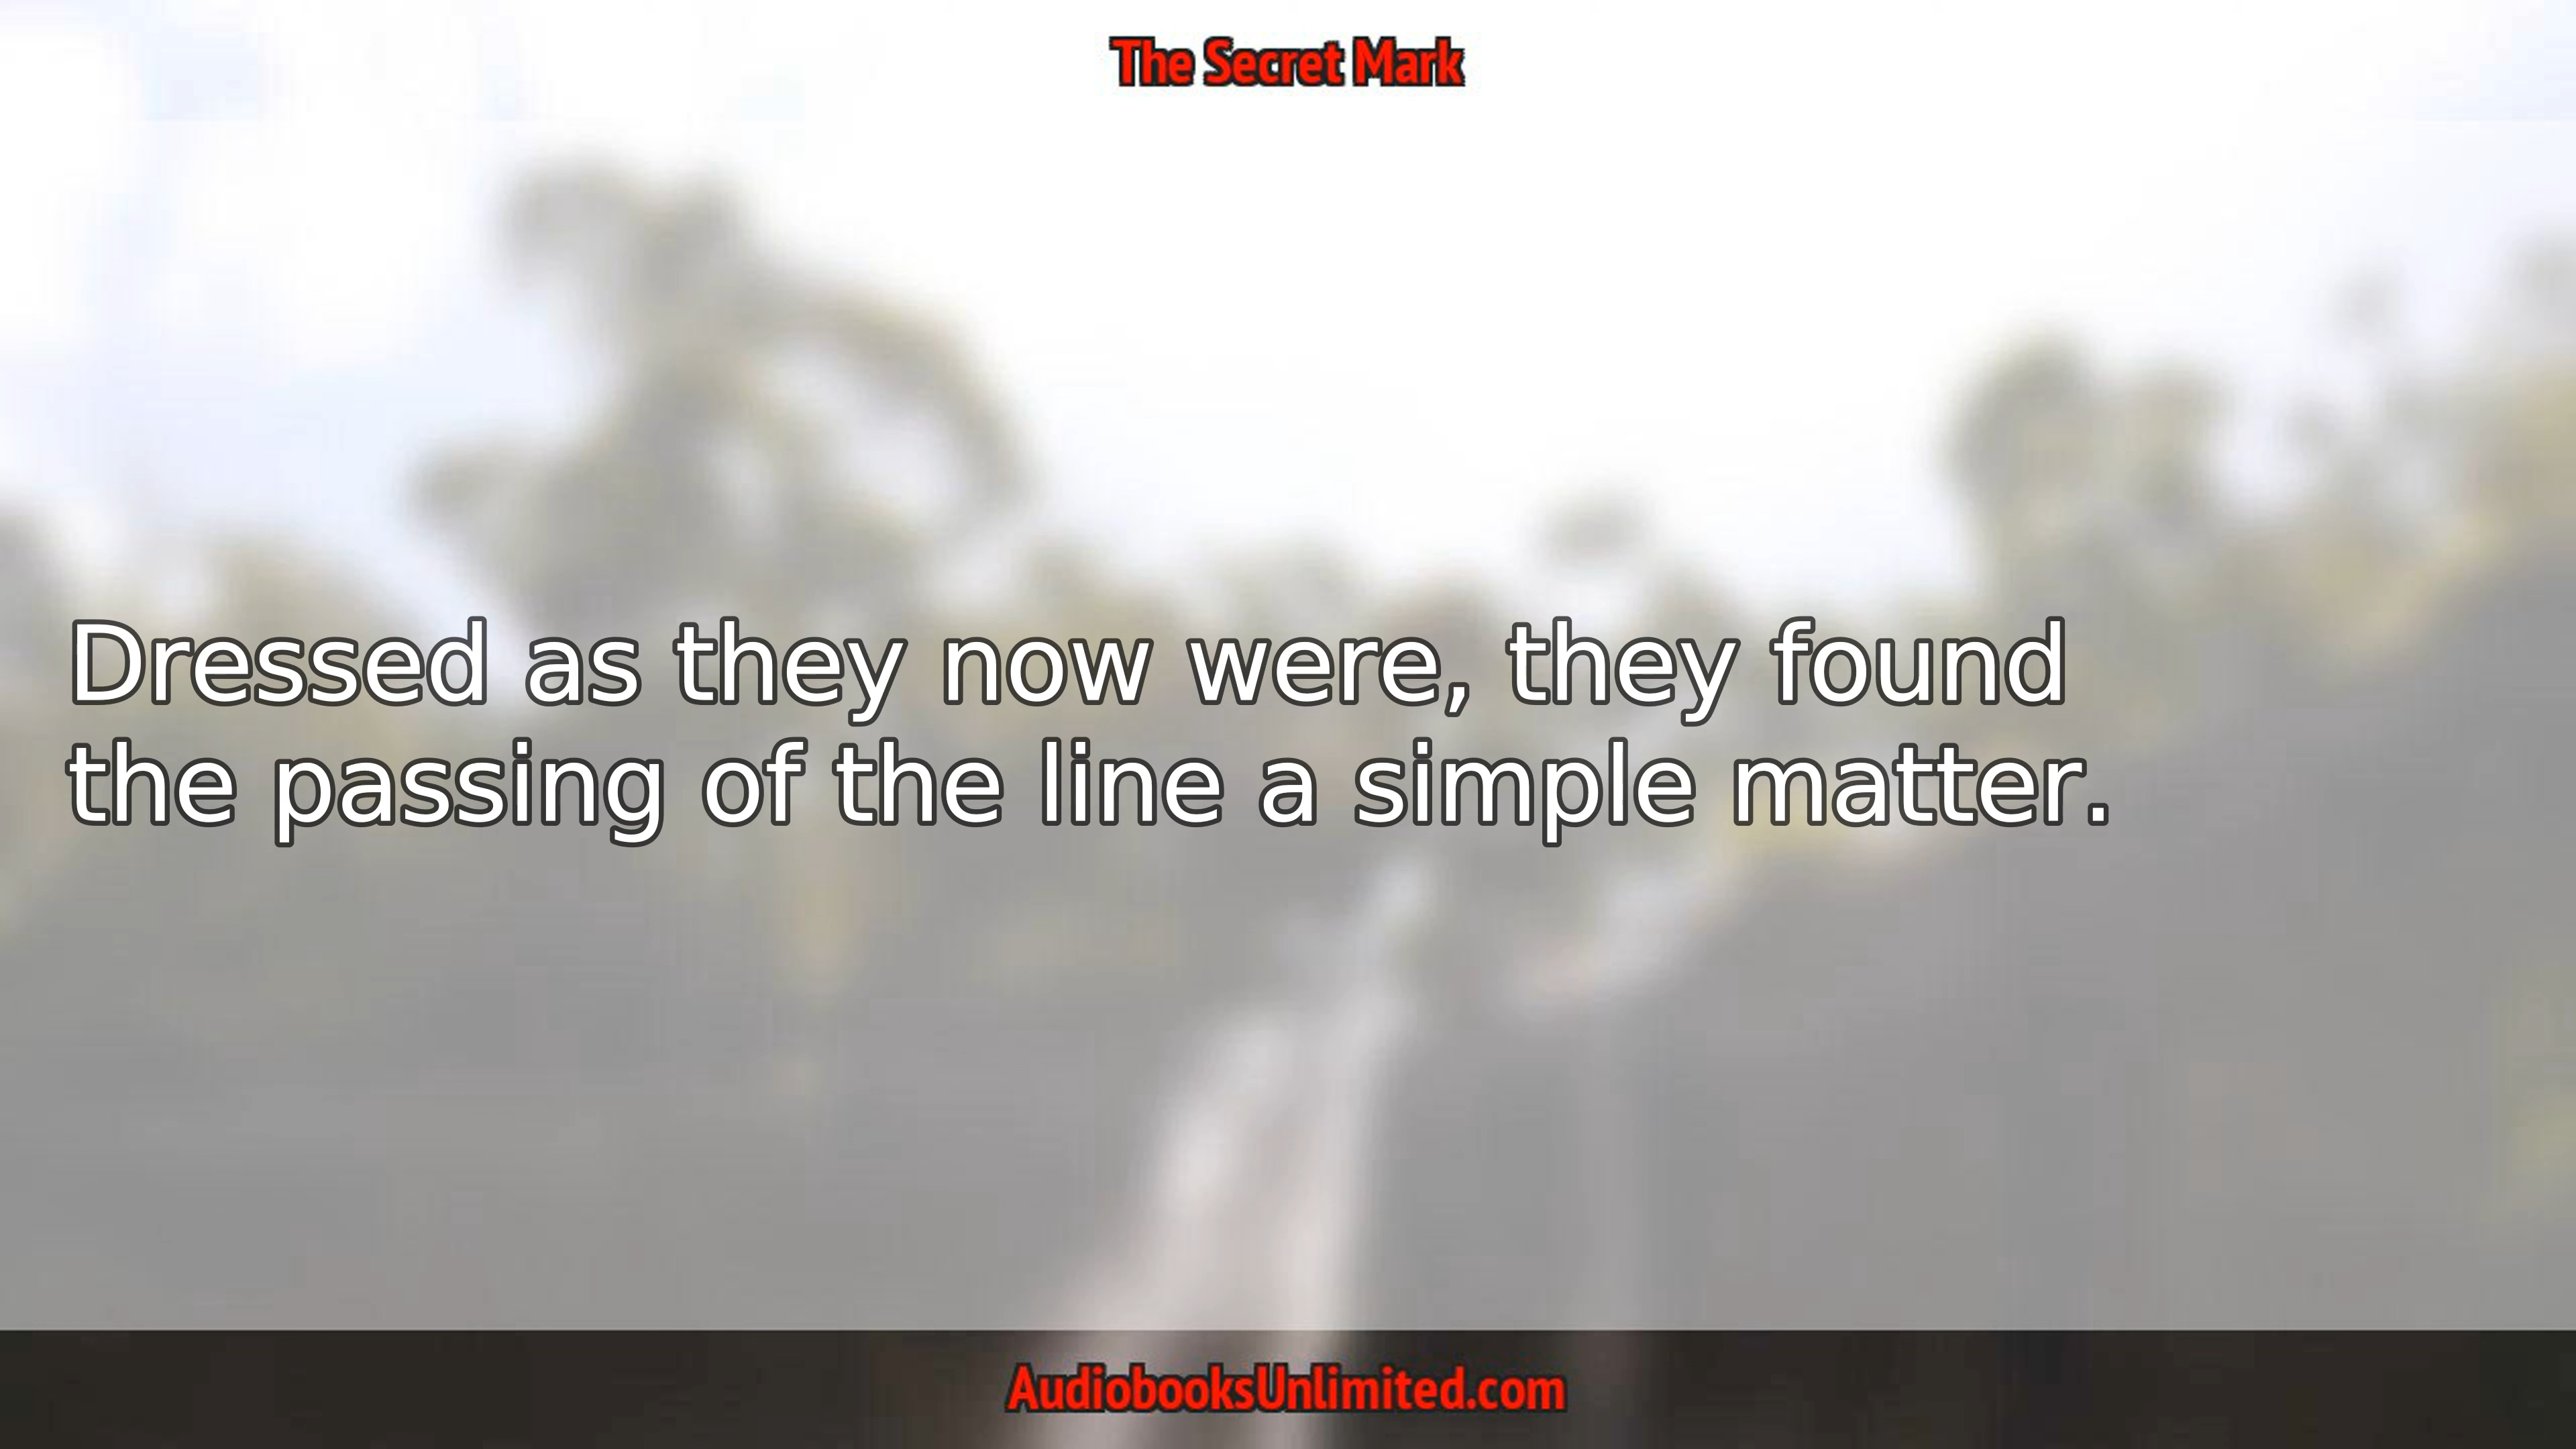 The Secret Mark
Dressed as they now were, they found
the passing of the line a simple matter.
AudiobooksUnlimited.com